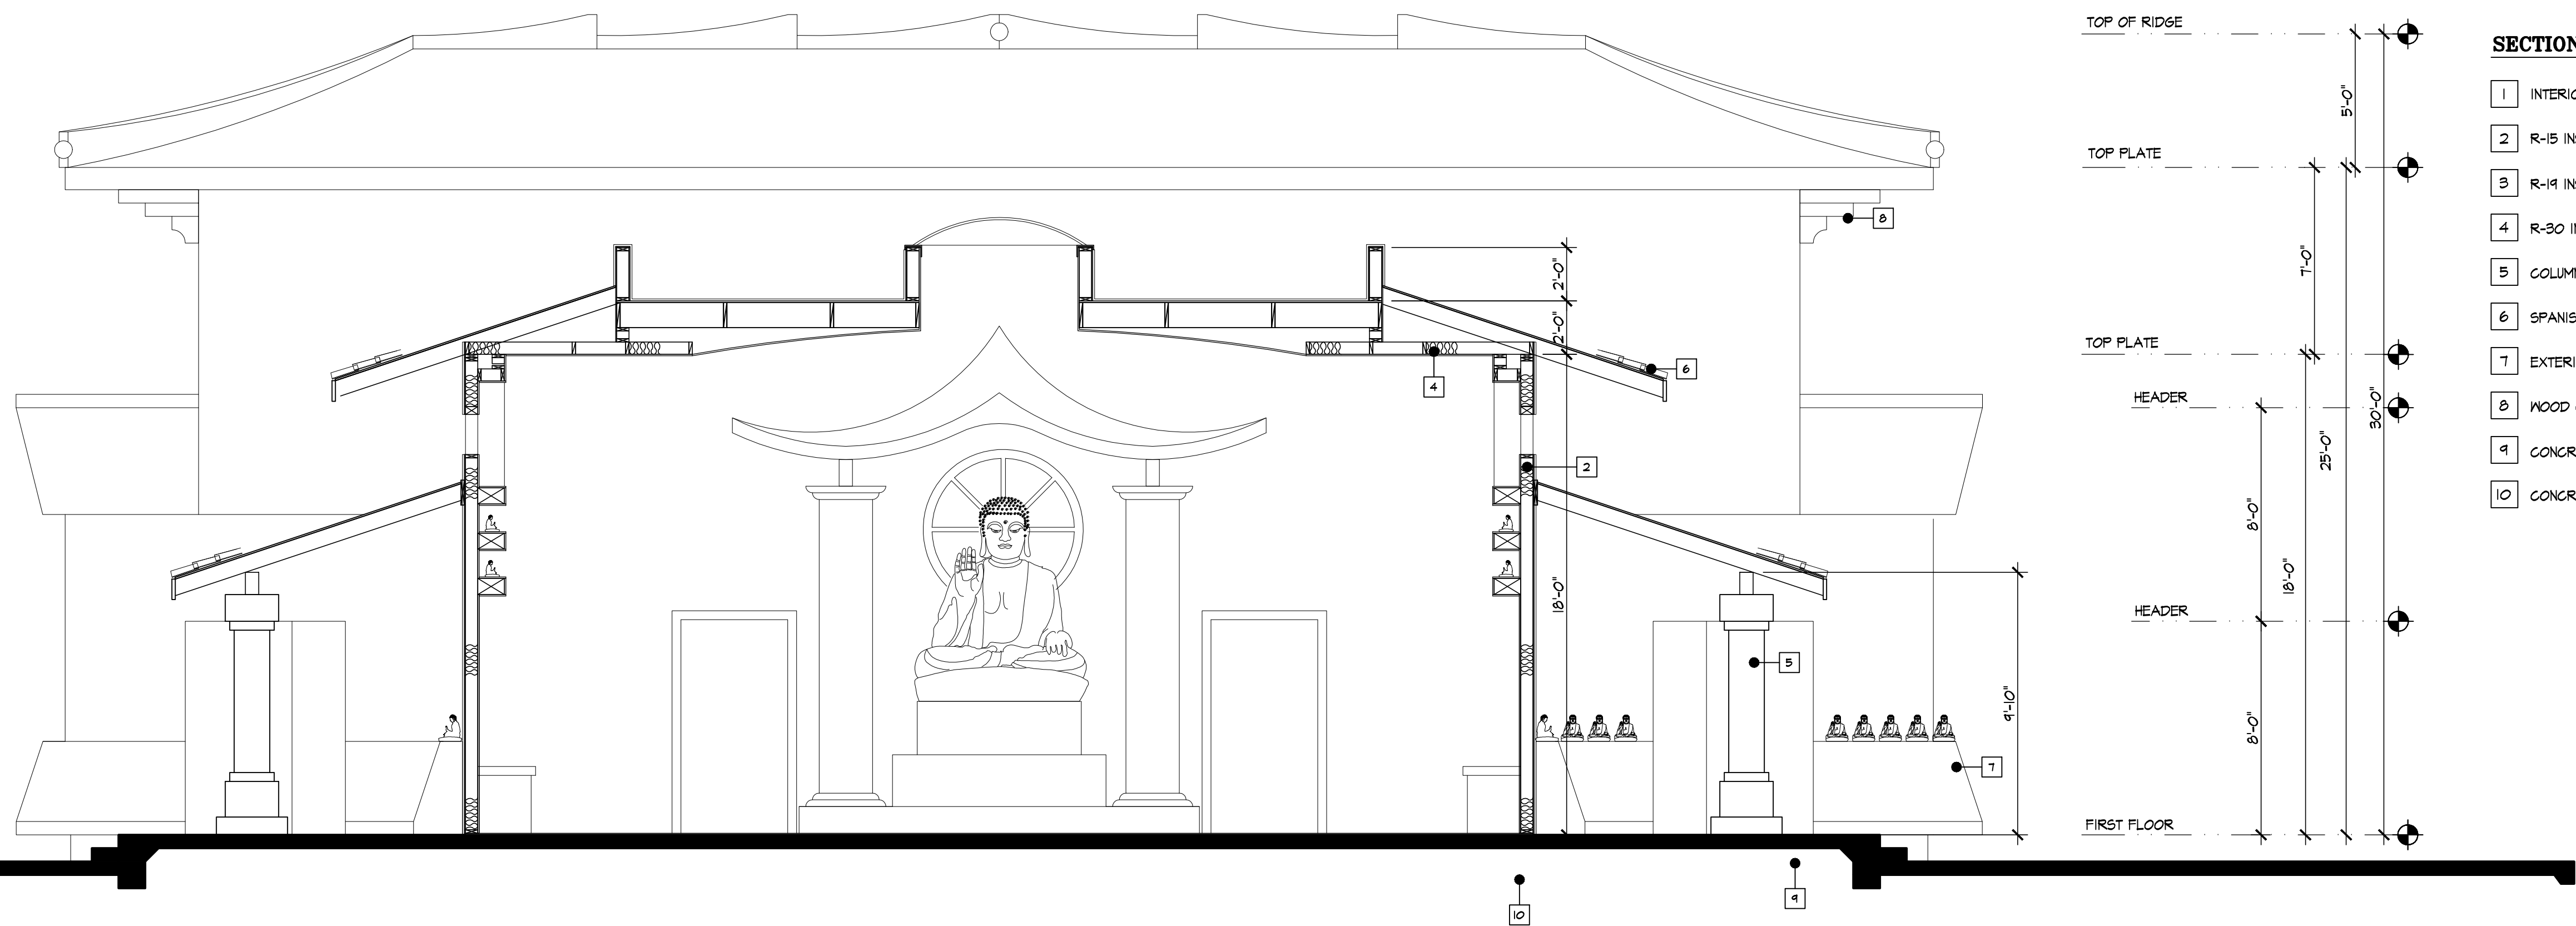 TOP OF RIDGE
SECTION
1 INTERIO
5'-0"
2 R-15 INS
TOP PLATE
3 R-19 INS
8
4 R-30 IN
7'-0"
2'-0"
5 COLUM
2'-0"
6 SPANIS
TOP PLATE
7 EXTERI
6
4
HEADER
8 WOOD
30'-0"
25'-0"
9 CONCR
2
10 CONCR
8'-0"
18'-0"
18'-0"
HEADER
5
9'-10"
8'-0"
7
FIRST FLOOR
9
10